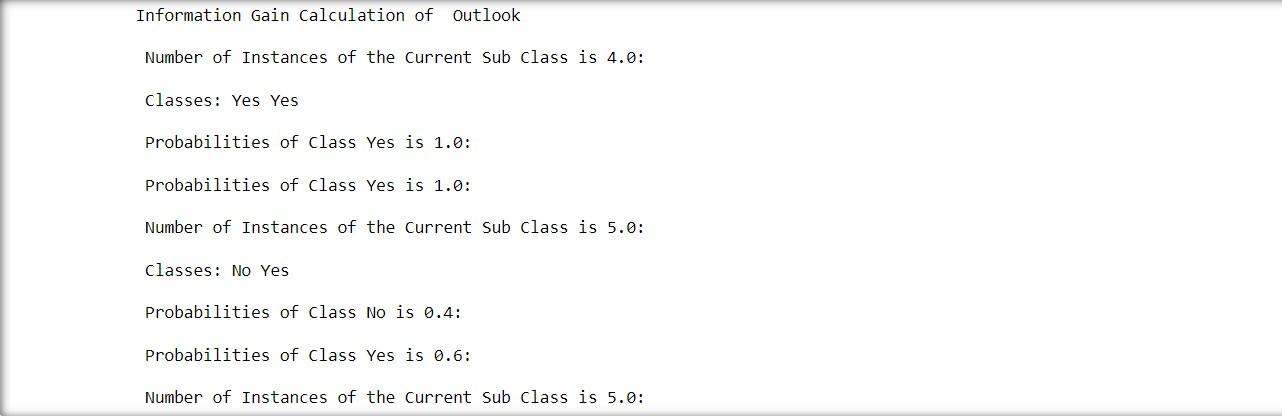 Information Gain Calculation of  Outlook
Number of Instances of the Current Sub Class is 4.0:
Classes: Yes Yes
Probabilities of Class Yes is 1.0:
Probabilities of Class Yes is 1.0:
Number of Instances of the Current Sub Class is 5.0:
Classes: No Yes
Probabilities of Class No is 0.4:
Probabilities of Class Yes is 0.6:
Number of Instances of the Current Sub Class is 5.0: